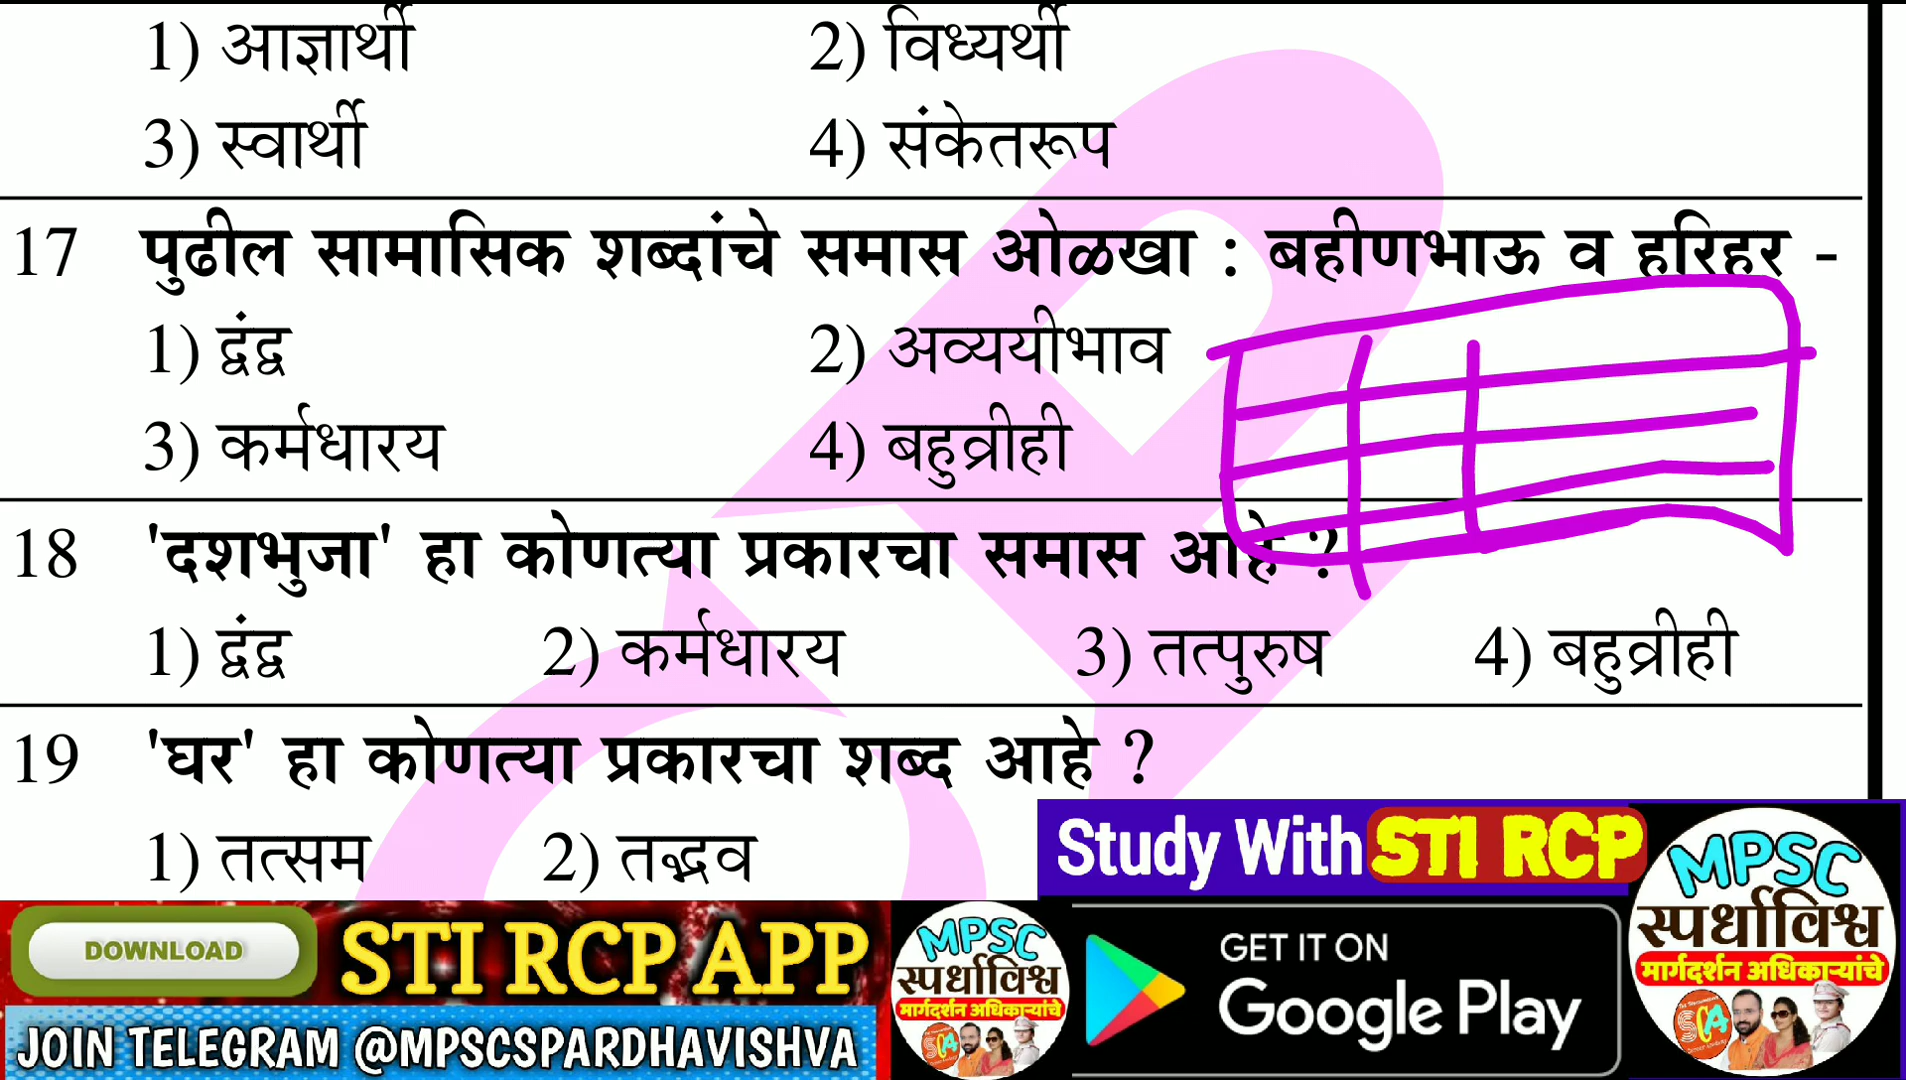 1) आज्ञार्थी 2) विध्यर्थी
3) स्वार्थी 4) संकेतरूप
17 पुढील सामासिक शब्दांचे समास ओळखा : बहीणभाऊ व हरिहर -
1) द्वंद्व 2) अव्ययीभाव
3) कर्मधारय 4) बहुव्रीही
18 'दशभुजा' हा कोणत्या प्रकारचा समास आहे ?
1) द्वंद्व 2) कर्मधारय 3) तत्पुरुष 4) बहुव्रीही
19 'घर' हा कोणत्या प्रकारचा शब्द आहे ?
1) तत्सम 2) तद्भव
Study With STI RCP
MPSC
स्पर्धाविश्व
मार्गदर्शन अधिकाऱ्यांचे
DOWNLOAD
STI RCP APP
JOIN TELEGRAM @MPSCSPARDHAVISHVA
MPSC
स्पर्धाविश्व
मार्गदर्शन अधिकाऱ्यांचे
GET IT ON
Google Play